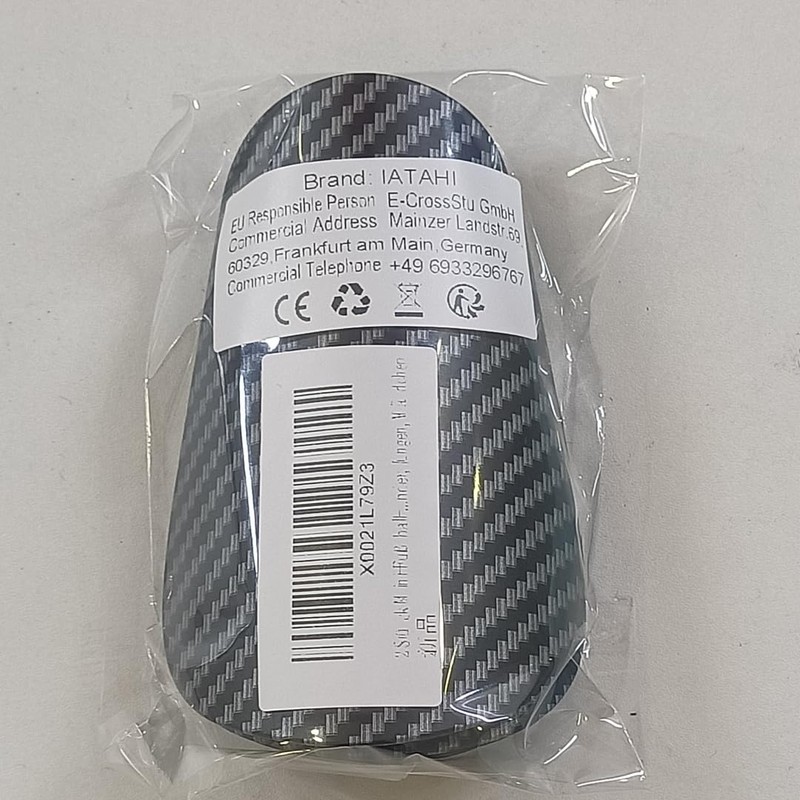 Brand: IATAHI
EU Responsible Person E-CrossStu GmbH
Commercial Address Mainzer Landstr.69,
60329,Frankfurt am Main,Germany
Commercial Telephone +49 6933296767
CE
X0021L79Z3